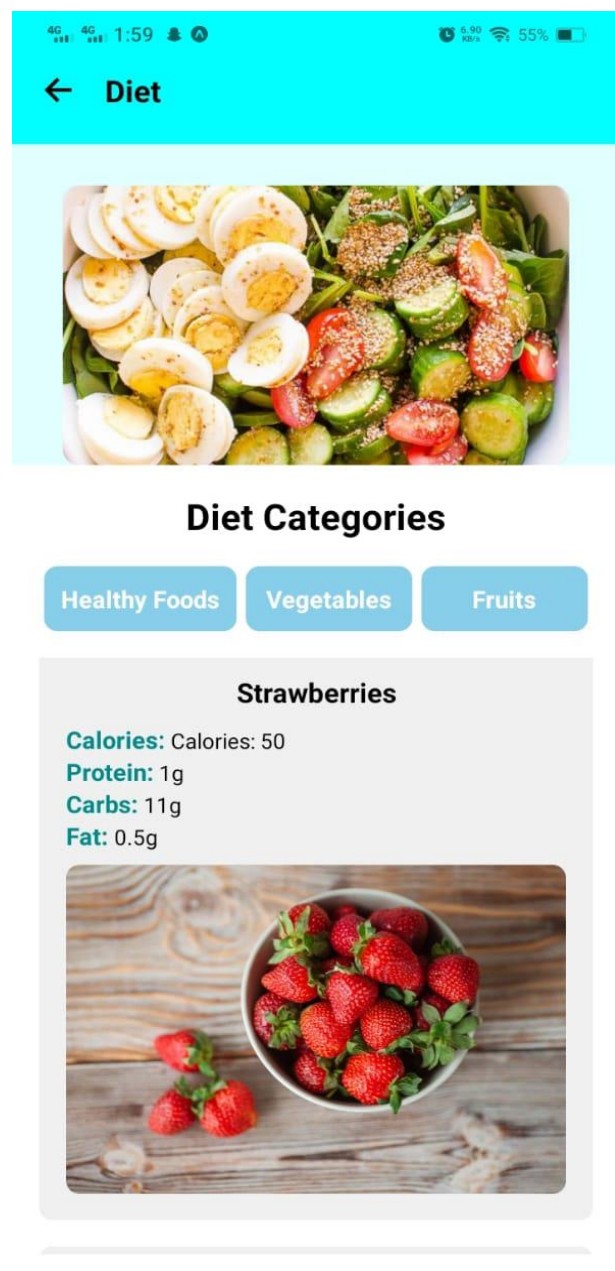 4G 4G 1:59 6.90 KB/s 55%
Diet
Diet Categories
Healthy Foods Vegetables Fruits
Strawberries
Calories: Calories: 50
Protein: 1g
Carbs: 11g
Fat: 0.5g